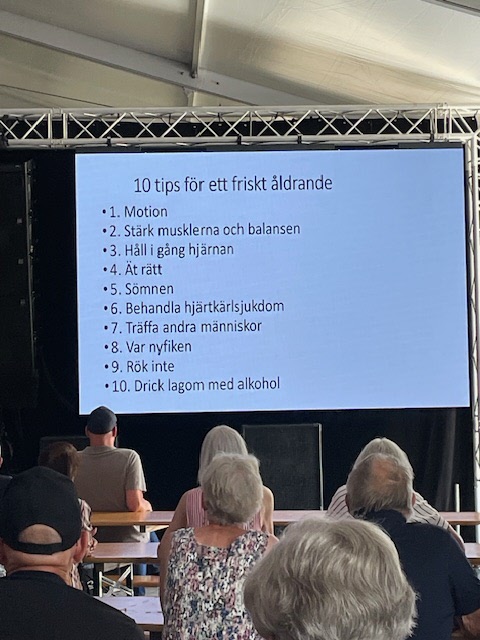 10 tips för ett friskt åldrande
•1. Motion
•2. Stärk musklerna och balansen
•3. Håll i gång hjärnan
•4. Ät rätt
•5. Sömnen
•6. Behandla hjärtkärlsjukdom
•7. Träffa andra människor
•8. Var nyfiken
•9. Rök inte
•10. Drick lagom med alkohol